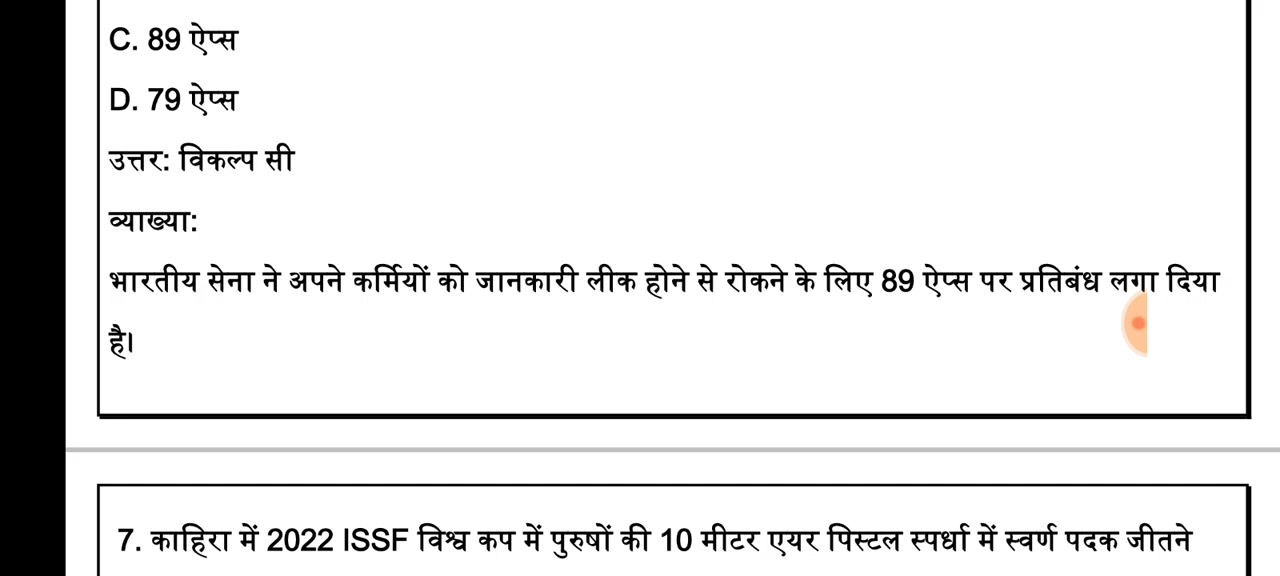 C. 89 ऐप्स
D. 79 ऐप्स
उत्तर: विकल्प सी
व्याख्या:
भारतीय सेना ने अपने कर्मियों को जानकारी लीक होने से रोकने के लिए 89 ऐप्स पर प्रतिबंध लगा दिया
है।
7. काहिरा में 2022 ISSF विश्व कप में पुरुषों की 10 मीटर एयर पिस्टल स्पर्धा में स्वर्ण पदक जीतने